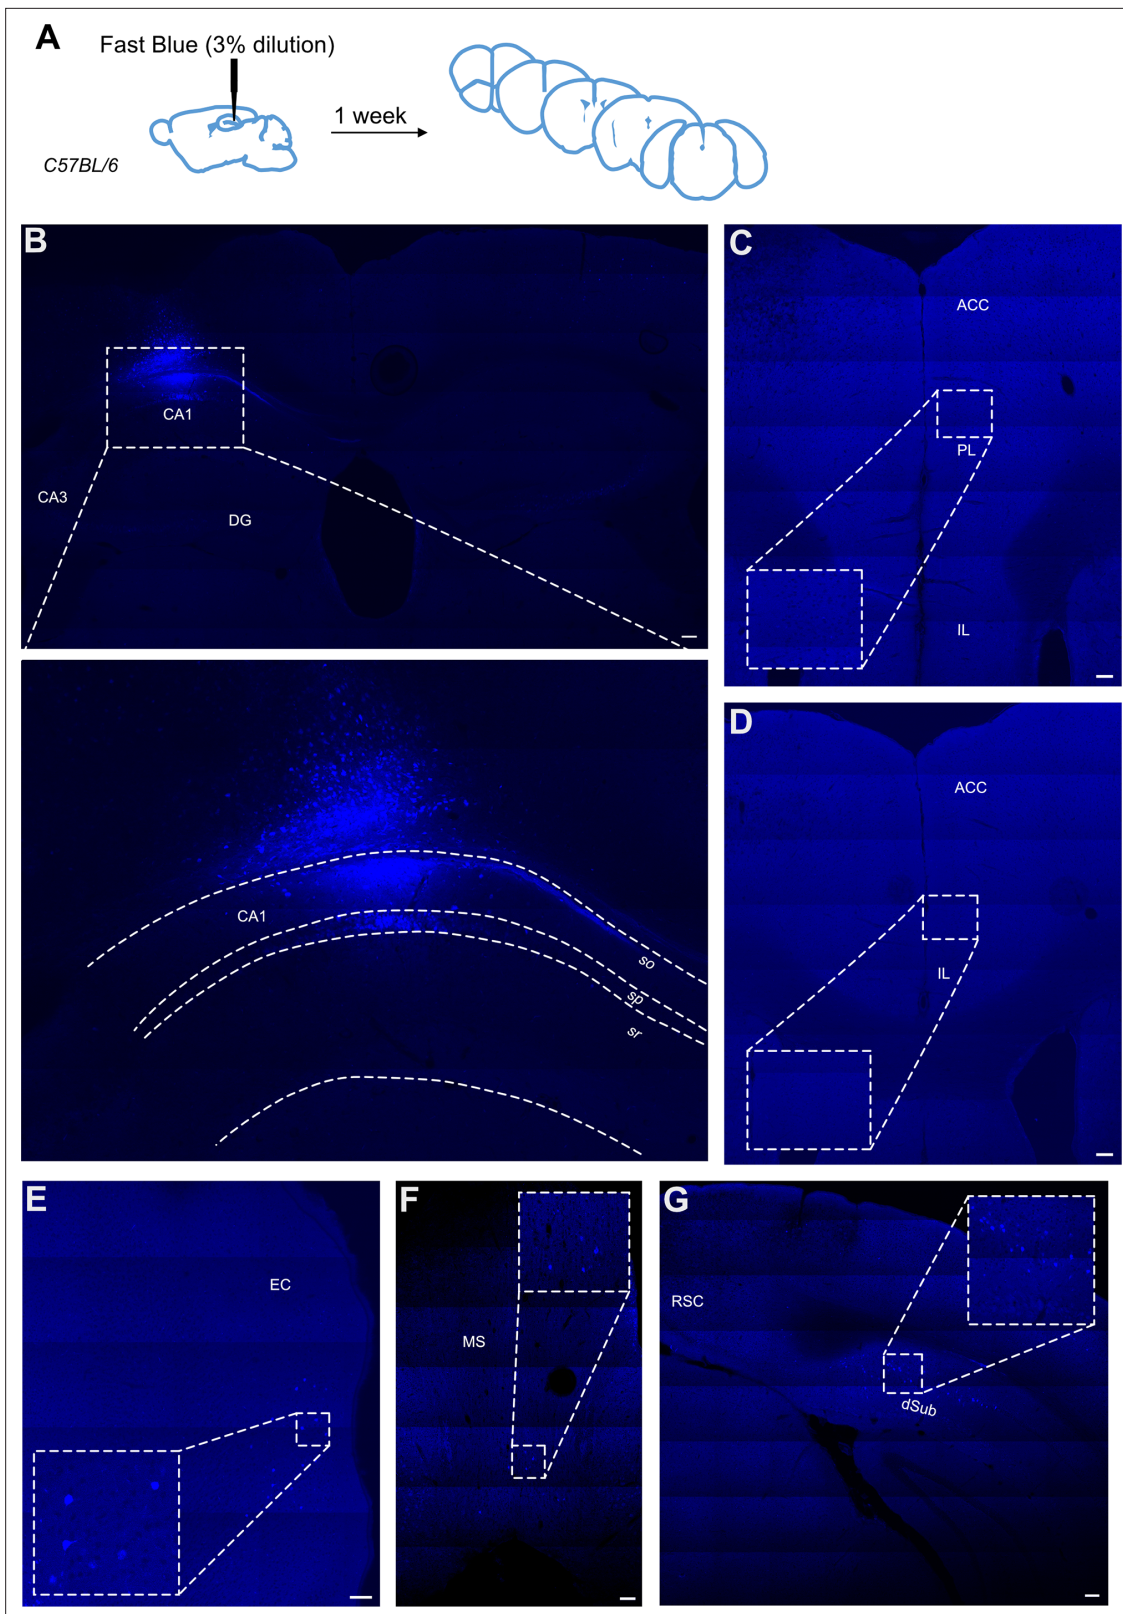 A
Fast Blue (3% dilution)
1 week
C57BL/6
B
CA1
CA3
DG
CA1
so
sp
sr
C
ACC
PL
IL
D
ACC
IL
E
EC
F
MS
G
RSC
dSub